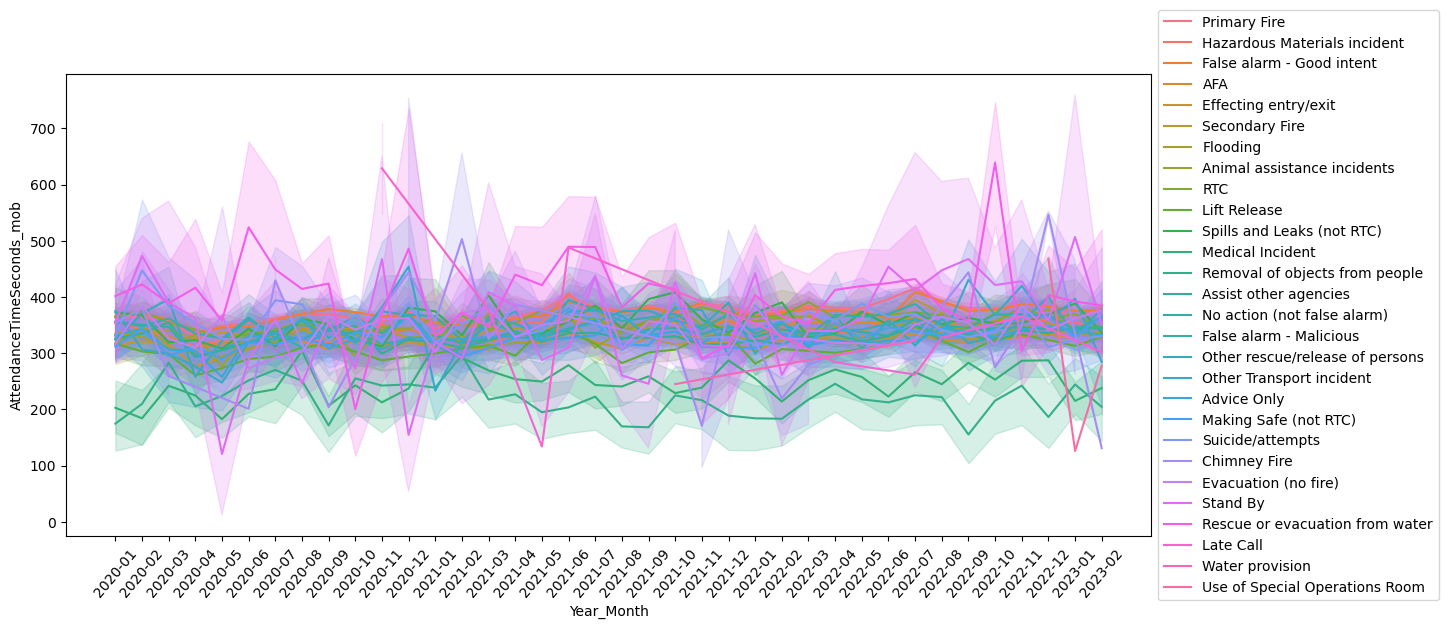 Primary Fire
Hazardous Materials incident
False alarm - Good intent
AFA
Effecting entry/exit
Secondary Fire
Flooding
Animal assistance incidents
RTC
Lift Release
Spills and Leaks (not RTC)
Medical Incident
Removal of objects from people
Assist other agencies
No action (not false alarm)
False alarm - Malicious
Other rescue/release of persons
Other Transport incident
Advice Only
Making Safe (not RTC)
Suicide/attempts
Chimney Fire
Evacuation (no fire)
Stand By
Rescue or evacuation from water
Late Call
Water provision
Use of Special Operations Room
AttendanceTimeSeconds_mob
700
600
500
400
300
200
100
0
2020-01
2020-02
2020-03
2020-04
2020-05
2020-06
2020-07
2020-08
2020-09
2020-10
2020-11
2020-12
2021-01
2021-02
2021-03
2021-04
2021-05
2021-06
2021-07
2021-08
2021-09
2021-10
2021-11
2021-12
2022-01
2022-02
2022-03
2022-04
2022-05
2022-06
2022-07
2022-08
2022-09
2022-10
2022-11
2022-12
2023-01
2023-02
Year_Month